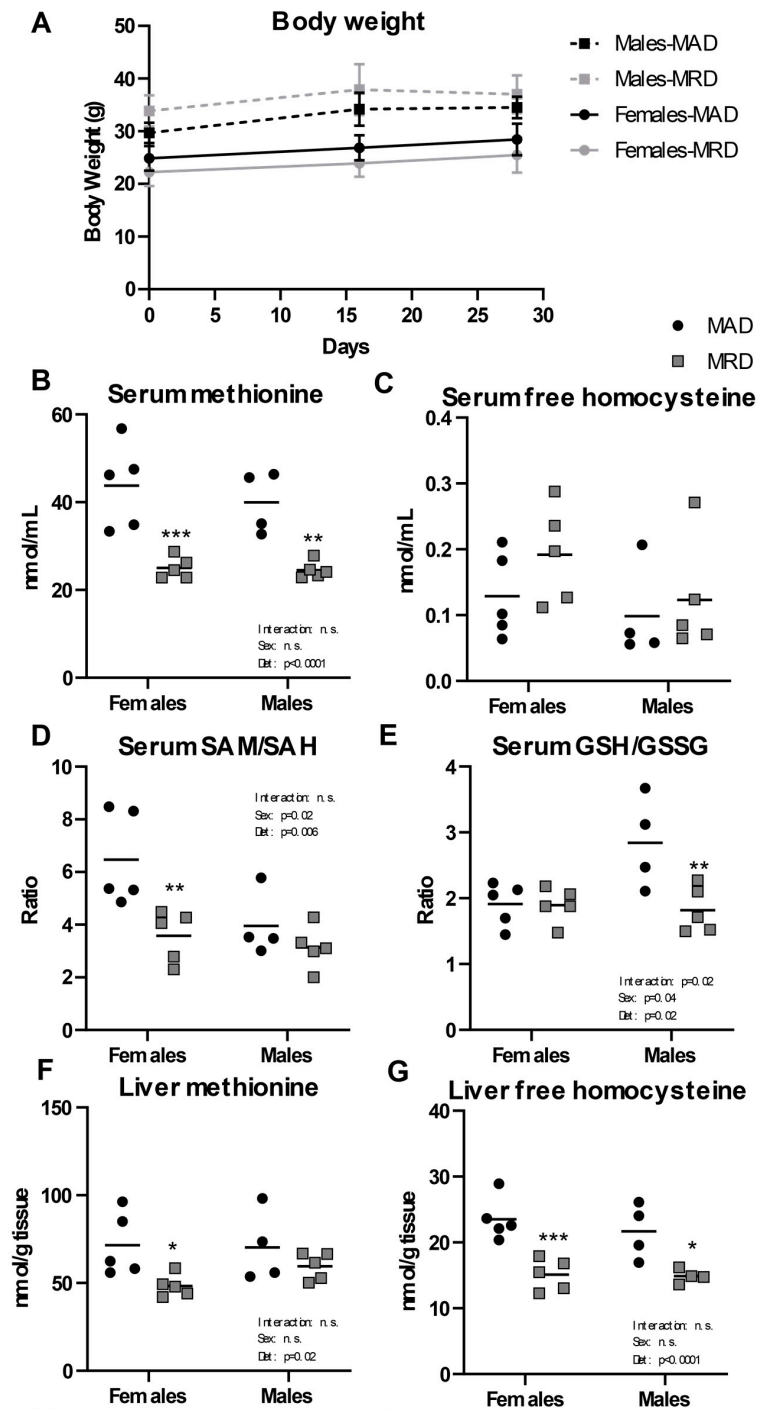 A
Body weight
50
40
30
20
10
0
Body Weight (g)
0 5 10 15 20 25 30
Days
Males-MAD
Males-MRD
Females-MAD
Females-MRD
MAD
MRD
B
Serum methionine
60
40
20
0
nmol/mL
***
**
Interaction: n.s.
Sex: n.s.
Diet: p<0.0001
Females Males
C
Serum free homocysteine
0.4
0.3
0.2
0.1
0.0
nmol/mL
Females Males
D
Serum SAM/SAH
10
8
6
4
2
0
Ratio
**
Interaction: n.s.
Sex: p=0.02
Diet: p=0.006
Females Males
E
Serum GSH/GSSG
4
3
2
1
0
Ratio
**
Interaction: p=0.02
Sex: p=0.04
Diet: p=0.02
Females Males
F
Liver methionine
150
100
50
0
nmol/g tissue
*
Interaction: n.s.
Sex: n.s.
Diet: p=0.02
Females Males
G
Liver free homocysteine
40
30
20
10
0
nmol/g tissue
***
*
Interaction: n.s.
Sex: n.s.
Diet: p<0.0001
Females Males